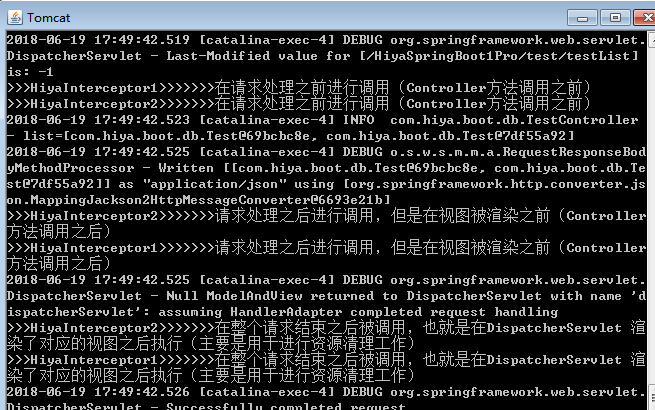 Tomcat
2018-06-19 17:49:42.519 [catalina-exec-4] DEBUG org.springframework.web.servlet.
DispatcherServlet - Last-Modified value for [/HiyaSpringBoot1Pro/test/testList]
is: -1
>>>HiyaInterceptor1>>>>>>>在请求处理之前进行调用（Controller方法调用之前）
>>>HiyaInterceptor2>>>>>>>在请求处理之前进行调用（Controller方法调用之前）
2018-06-19 17:49:42.523 [catalina-exec-4] INFO  com.hiya.boot.db.TestController
- list=[com.hiya.boot.db.Test@69bcbc8e, com.hiya.boot.db.Test@7df55a92]
2018-06-19 17:49:42.525 [catalina-exec-4] DEBUG o.s.w.s.m.m.a.RequestResponseBod
yMethodProcessor - Written [[com.hiya.boot.db.Test@69bcbc8e, com.hiya.boot.db.Te
st@7df55a92]] as "application/json" using [org.springframework.http.converter.js
on.MappingJackson2HttpMessageConverter@6693e21b]
>>>HiyaInterceptor2>>>>>>>请求处理之后进行调用，但是在视图被渲染之前（Controller
方法调用之后）
>>>HiyaInterceptor1>>>>>>>请求处理之后进行调用，但是在视图被渲染之前（Controller
方法调用之后）
2018-06-19 17:49:42.525 [catalina-exec-4] DEBUG org.springframework.web.servlet.
DispatcherServlet - Null ModelAndView returned to DispatcherServlet with name 'd
ispatcherServlet': assuming HandlerAdapter completed request handling
>>>HiyaInterceptor2>>>>>>>在整个请求结束之后被调用，也就是在DispatcherServlet 渲
染了对应的视图之后执行（主要是用于进行资源清理工作）
>>>HiyaInterceptor1>>>>>>>在整个请求结束之后被调用，也就是在DispatcherServlet 渲
染了对应的视图之后执行（主要是用于进行资源清理工作）
2018-06-19 17:49:42.526 [catalina-exec-4] DEBUG org.springframework.web.servlet.
DispatcherServlet - Successfully completed request